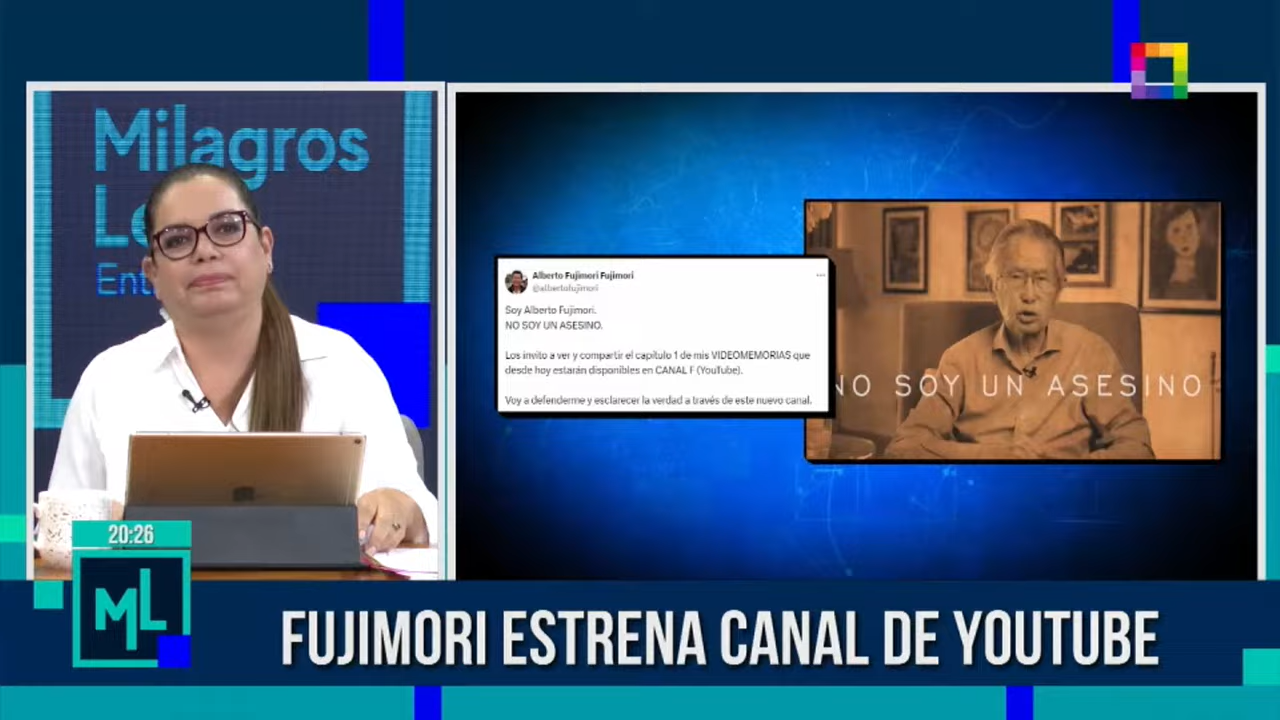 Milagros
L
Ent
Alberto Fujimori Fujimori
@albertofujimori
Soy Alberto Fujimori.
NO SOY UN ASESINO.
Los invito a ver y compartir el capítulo 1 de mis VIDEOMEMORIAS que
desde hoy estarán disponibles en CANAL F (YouTube).
Voy a defenderme y esclarecer la verdad a través de este nuevo canal.
NO SOY UN ASESINO
20:26
ML
FUJIMORI ESTRENA CANAL DE YOUTUBE